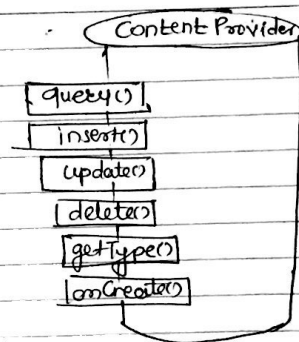 Content Provider
query()
insert()
update()
delete()
getType()
onCreate()